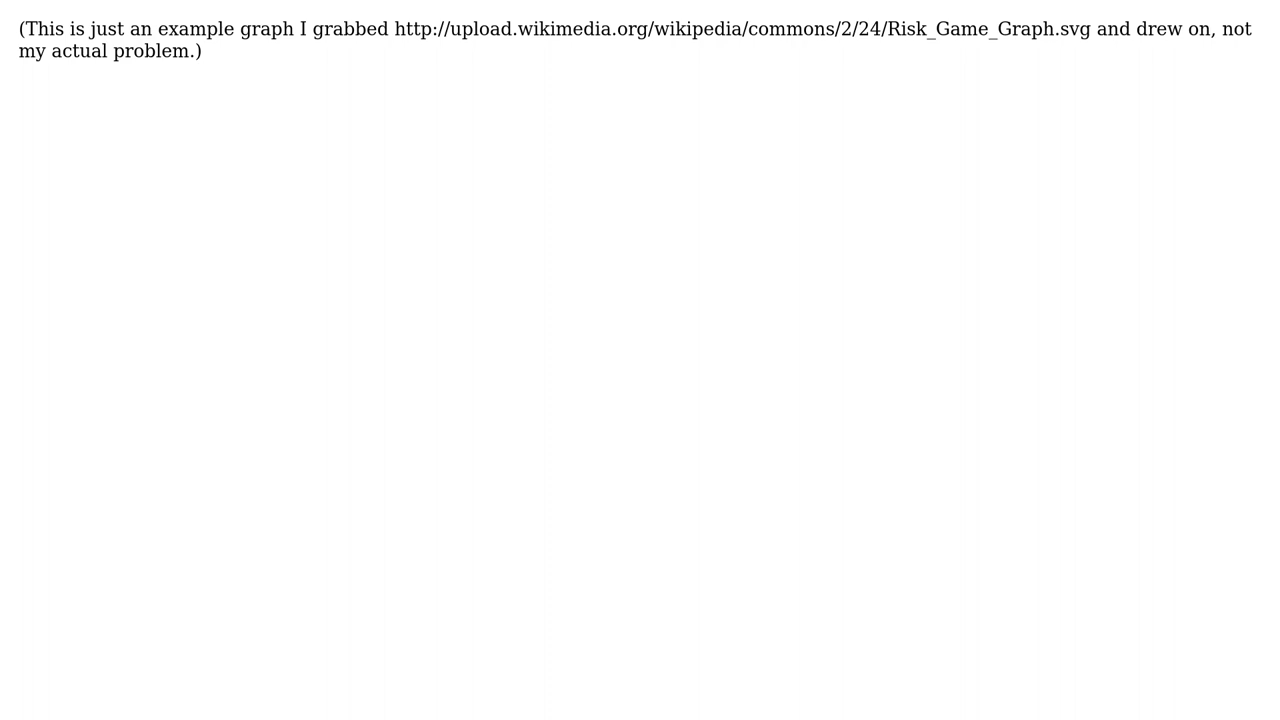 (This is just an example graph I grabbed http://upload.wikimedia.org/wikipedia/commons/2/24/Risk_Game_Graph.svg and drew on, not
my actual problem.)